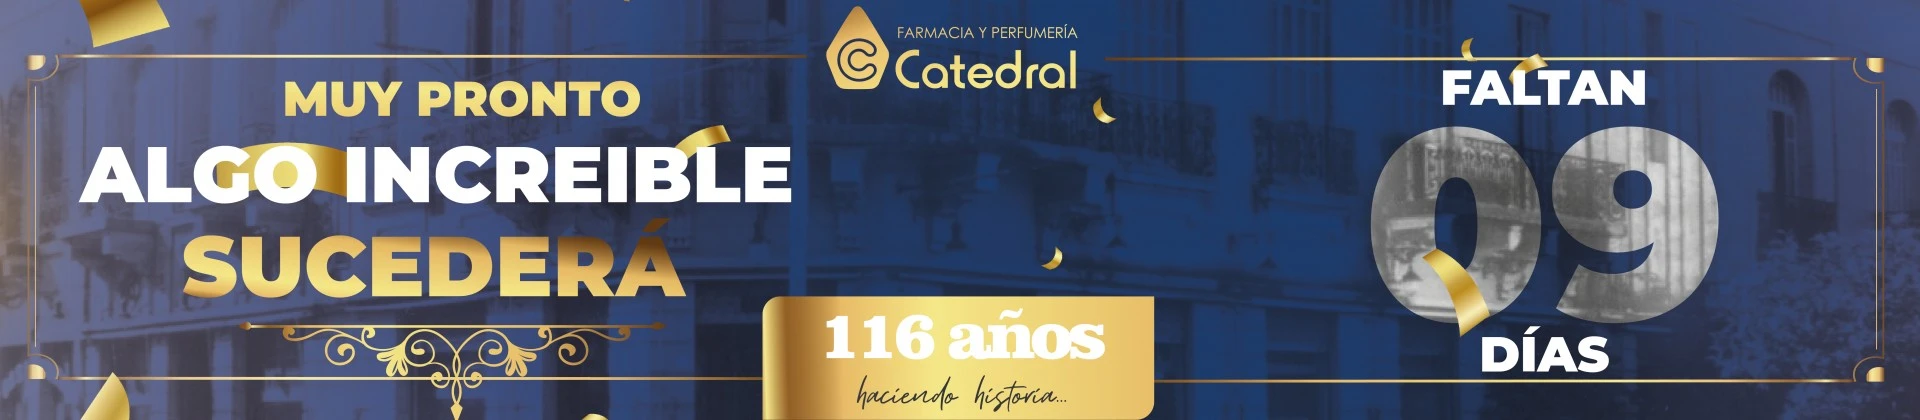 MUY PRONTO
ALGO INCREIBLE
SUCEDERÁ
FARMACIA Y PERFUMERÍA
Catedral
116 años
haciendo historia...
FALTAN
09
DÍAS